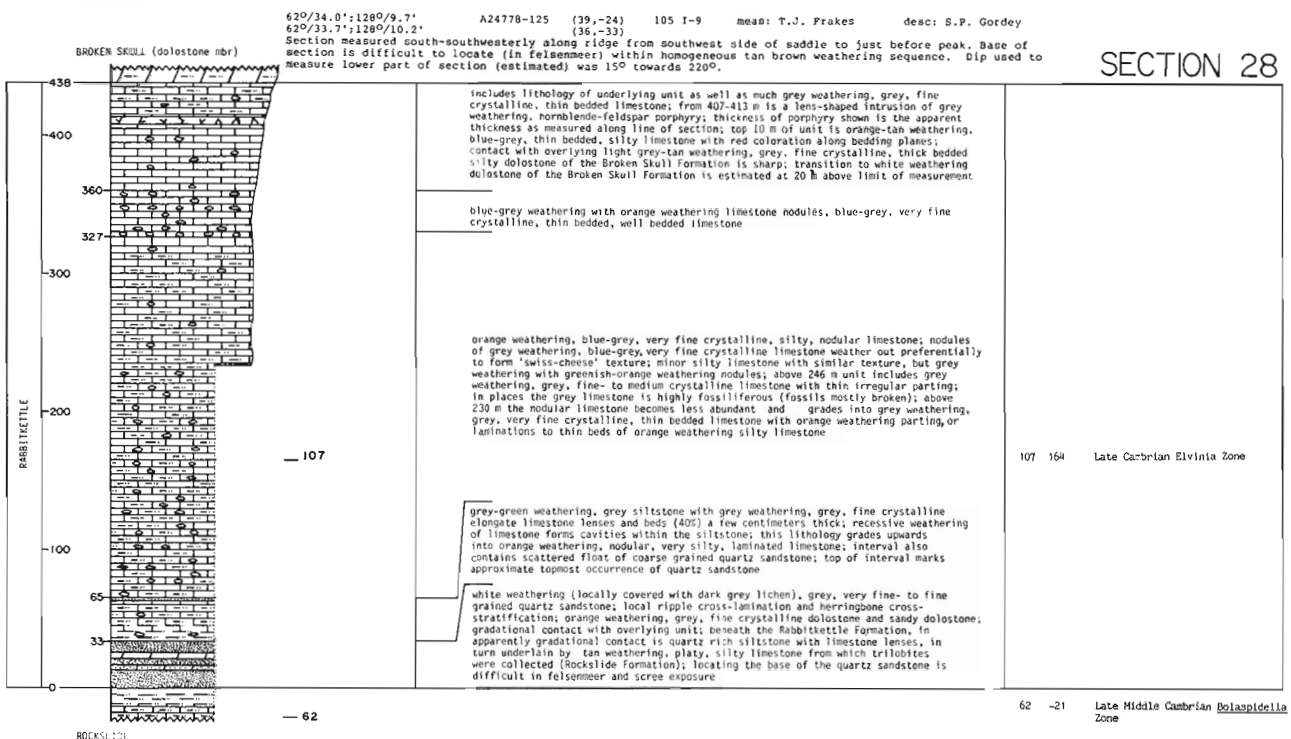 62⁰/34.0';128⁰/9.7' A24778-125 (39,-24) 105 I-9 meas: T.J. Frakes desc: S.P. Gordey
62⁰/33.7';128⁰/10.2' (36,-33)
Section measured south-southwesterly along ridge from southwest side of saddle to just before peak. Base of
section is difficult to locate (in felsenmeer) within homogeneous tan brown weathering sequence. Dip used to
measure lower part of section (estimated) was 15⁰ towards 220⁰.
BROKEN SKULL (dolostone mbr)
SECTION 28
438
400
360
327
300
200
100
65
33
0
RABBITKETTLE
ROCKSLIDE
includes lithology of underlying unit as well as much grey weathering, grey, fine
crystalline, thin bedded limestone; from 407-413 m is a lens-shaped intrusion of grey
weathering, hornblende-feldspar porphyry; thickness of porphyry shown is the apparent
thickness as measured along line of section; top 10 m of unit is orange-tan weathering,
blue-grey, thin bedded, silty limestone with red coloration along bedding planes;
contact with overlying light grey-tan weathering, grey, fine crystalline, thick bedded
silty dolostone of the Broken Skull Formation is sharp; transition to white weathering
dolostone of the Broken Skull Formation is estimated at 20 m above limit of measurement
blue-grey weathering with orange weathering limestone nodules, blue-grey, very fine
crystalline, thin bedded, well bedded limestone
orange weathering, blue-grey, very fine crystalline, silty, nodular limestone; nodules
of grey weathering, blue-grey, very fine crystalline limestone weather out preferentially
to form 'swiss-cheese' texture; minor silty limestone with similar texture, but grey
weathering with greenish-orange weathering nodules; above 246 m unit includes grey
weathering, grey, fine- to medium crystalline limestone with thin irregular parting;
in places the grey limestone is highly fossiliferous (fossils mostly broken); above
230 m the nodular limestone becomes less abundant and grades into grey weathering,
grey, very fine crystalline, thin bedded limestone with orange weathering parting, or
laminations to thin beds of orange weathering silty limestone
107
107 164 Late Cambrian Elvinia Zone
grey-green weathering, grey siltstone with grey weathering, grey, fine crystalline
elongate limestone lenses and beds (40%) a few centimeters thick; recessive weathering
of limestone forms cavities within the siltstone; this lithology grades upwards
into orange weathering, nodular, very silty, laminated limestone; interval also
contains scattered float of coarse grained quartz sandstone; top of interval marks
approximate topmost occurrence of quartz sandstone
white weathering (locally covered with dark grey lichen), grey, very fine- to fine
grained quartz sandstone; local ripple cross-lamination and herringbone cross-
stratification; orange weathering, grey, fine crystalline dolostone and sandy dolostone;
gradational contact with overlying unit; beneath the Rabbitkettle Formation, in
apparently gradational contact is quartz rich siltstone with limestone lenses, in
turn underlain by tan weathering, platy, silty limestone from which trilobites
were collected (Rockslide Formation); locating the base of the quartz sandstone is
difficult in felsenmeer and scree exposure
62
62 -21 Late Middle Cambrian Bolaspidella
Zone